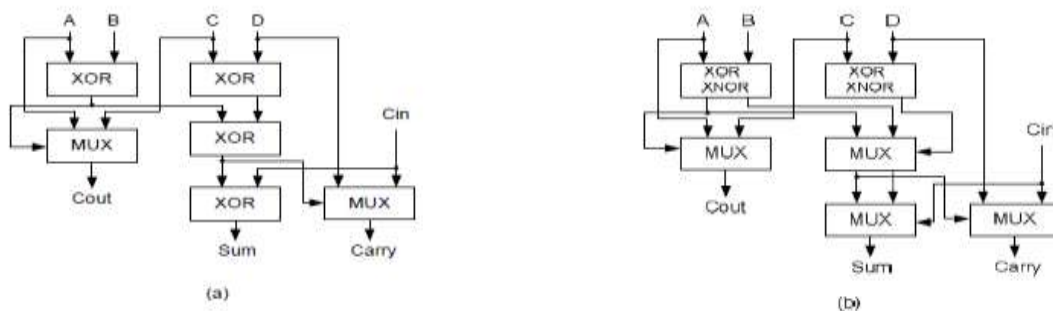 A B C D
XOR XOR
XOR
Cin
MUX
Cout
XOR MUX
Sum Carry
(a)
A B C D
XOR XOR
XNOR XNOR
Cin
MUX MUX
Cout
MUX MUX
Sum Carry
(b)